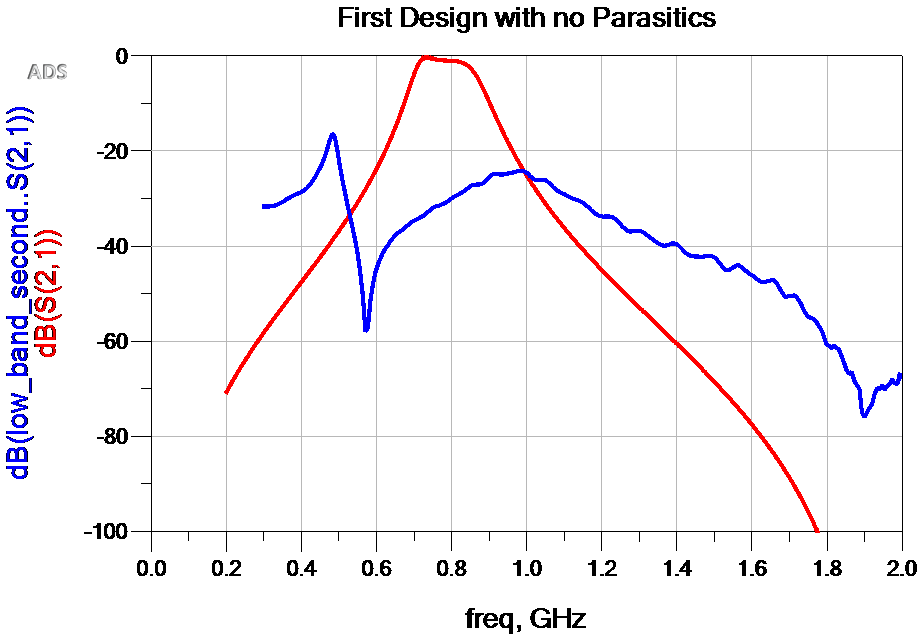 First Design with no Parasitics
ADS
dB(low_band_second..S(2,1))
dB(S(2,1))
0
-20
-40
-60
-80
-100
0.0 0.2 0.4 0.6 0.8 1.0 1.2 1.4 1.6 1.8 2.0
freq, GHz